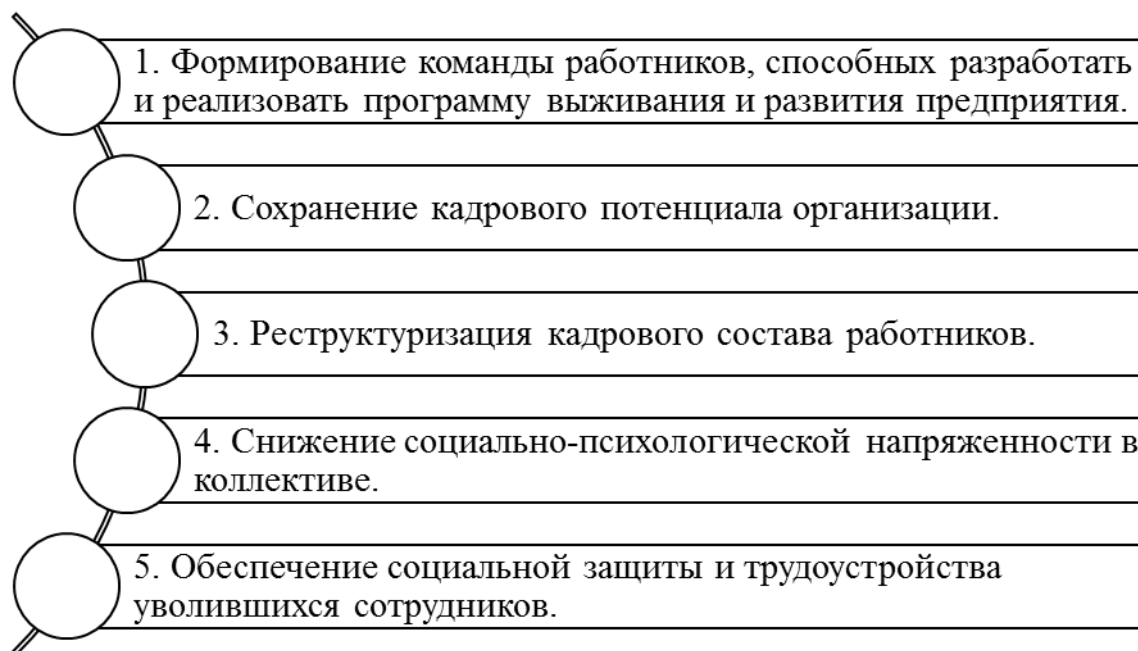 1. Формирование команды работников, способных разработать
и реализовать программу выживания и развития предприятия.
2. Сохранение кадрового потенциала организации.
3. Реструктуризация кадрового состава работников.
4. Снижение социально-психологической напряженности в
коллективе.
5. Обеспечение социальной защиты и трудоустройства
уволившихся сотрудников.